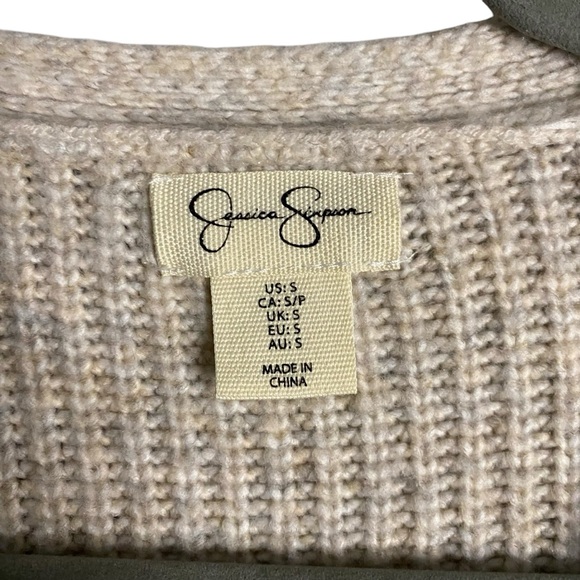 Jessica Simpson
US: S
CA: S/P
UK: S
EU: S
AU: S
MADE IN
CHINA